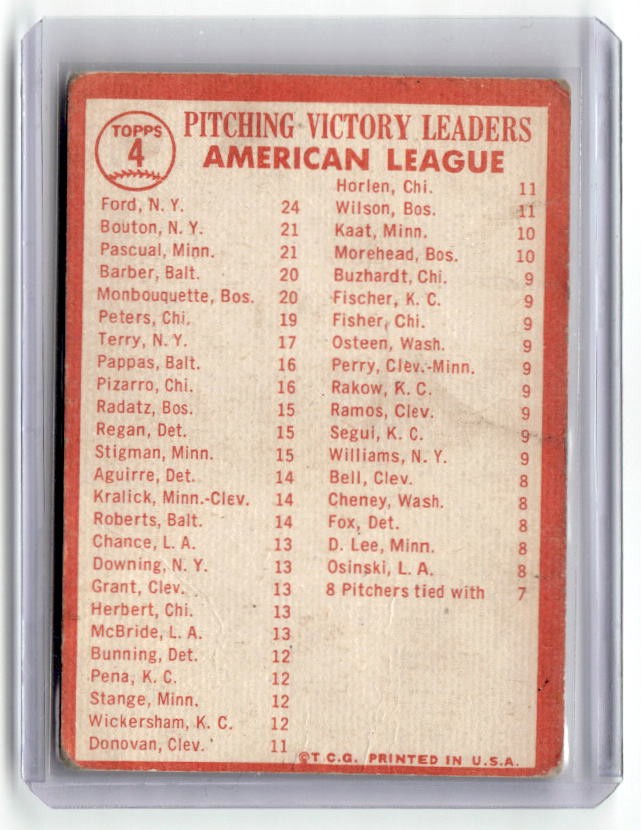 TOPPS
4
PITCHING VICTORY LEADERS
AMERICAN LEAGUE
Ford, N. Y. 24
Bouton, N. Y. 21
Pascual, Minn. 21
Barber, Balt. 20
Monbouquette, Bos. 20
Peters, Chi. 19
Terry, N. Y. 17
Pappas, Balt. 16
Pizarro, Chi. 16
Radatz, Bos. 15
Regan, Det. 15
Stigman, Minn. 15
Aguirre, Det. 14
Kralick, Minn.-Clev. 14
Roberts, Balt. 14
Chance, L. A. 13
Downing, N. Y. 13
Grant, Clev. 13
Herbert, Chi. 13
McBride, L. A. 13
Bunning, Det. 12
Pena, K. C. 12
Stange, Minn. 12
Wickersham, K. C. 12
Donovan, Clev. 11
Horlen, Chi. 11
Wilson, Bos. 11
Kaat, Minn. 10
Morehead, Bos. 10
Buzhardt, Chi. 9
Fischer, K. C. 9
Fisher, Chi. 9
Osteen, Wash. 9
Perry, Clev.-Minn. 9
Rakow, K. C. 9
Ramos, Clev. 9
Segui, K. C. 9
Williams, N. Y. 9
Bell, Clev. 8
Cheney, Wash. 8
Fox, Det. 8
D. Lee, Minn. 8
Osinski, L. A. 8
8 Pitchers tied with 7
©T.C.G. PRINTED IN U.S.A.